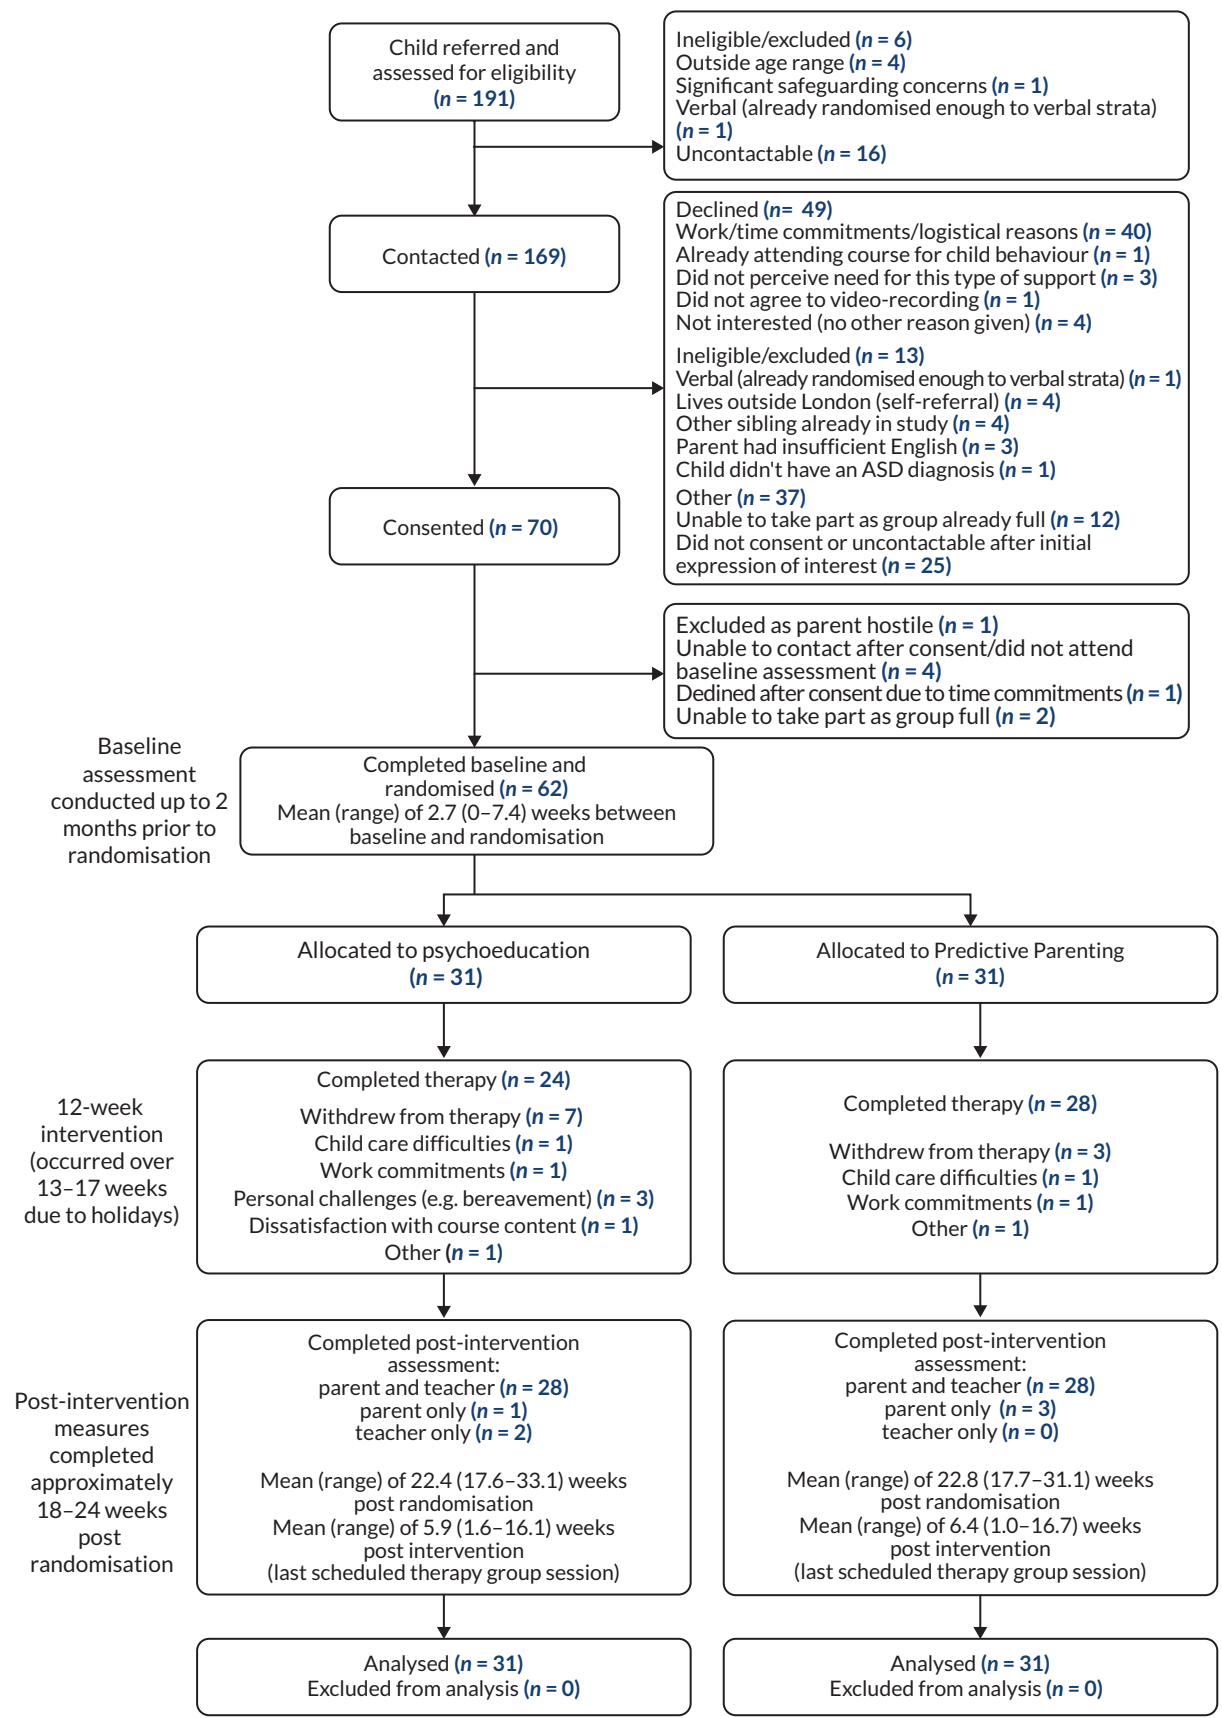 Child referred and
assessed for eligibility
(n = 191)
Ineligible/excluded (n = 6)
Outside age range (n = 4)
Significant safeguarding concerns (n = 1)
Verbal (already randomised enough to verbal strata)
(n = 1)
Uncontactable (n = 16)
Contacted (n = 169)
Declined (n= 49)
Work/time commitments/logistical reasons (n = 40)
Already attending course for child behaviour (n = 1)
Did not perceive need for this type of support (n = 3)
Did not agree to video-recording (n = 1)
Not interested (no other reason given) (n = 4)
Ineligible/excluded (n = 13)
Verbal (already randomised enough to verbal strata) (n = 1)
Lives outside London (self-referral) (n = 4)
Other sibling already in study (n = 4)
Parent had insufficient English (n = 3)
Child didn't have an ASD diagnosis (n = 1)
Other (n = 37)
Unable to take part as group already full (n = 12)
Did not consent or uncontactable after initial
expression of interest (n = 25)
Consented (n = 70)
Excluded as parent hostile (n = 1)
Unable to contact after consent/did not attend
baseline assessment (n = 4)
Dedined after consent due to time commitments (n = 1)
Unable to take part as group full (n = 2)
Baseline
assessment
conducted up to 2
months prior to
randomisation
Completed baseline and
randomised (n = 62)
Mean (range) of 2.7 (0–7.4) weeks between
baseline and randomisation
Allocated to psychoeducation
(n = 31)
Allocated to Predictive Parenting
(n = 31)
12-week
intervention
(occurred over
13–17 weeks
due to holidays)
Completed therapy (n = 24)
Withdrew from therapy (n = 7)
Child care difficulties (n = 1)
Work commitments (n = 1)
Personal challenges (e.g. bereavement) (n = 3)
Dissatisfaction with course content (n = 1)
Other (n = 1)
Completed therapy (n = 28)
Withdrew from therapy (n = 3)
Child care difficulties (n = 1)
Work commitments (n = 1)
Other (n = 1)
Post-intervention
measures
completed
approximately
18–24 weeks
post
randomisation
Completed post-intervention
assessment:
parent and teacher (n = 28)
parent only (n = 1)
teacher only (n = 2)
Mean (range) of 22.4 (17.6–33.1) weeks
post randomisation
Mean (range) of 5.9 (1.6–16.1) weeks
post intervention
(last scheduled therapy group session)
Completed post-intervention
assessment:
parent and teacher (n = 28)
parent only (n = 3)
teacher only (n = 0)
Mean (range) of 22.8 (17.7–31.1) weeks
post randomisation
Mean (range) of 6.4 (1.0–16.7) weeks
post intervention
(last scheduled therapy group session)
Analysed (n = 31)
Excluded from analysis (n = 0)
Analysed (n = 31)
Excluded from analysis (n = 0)